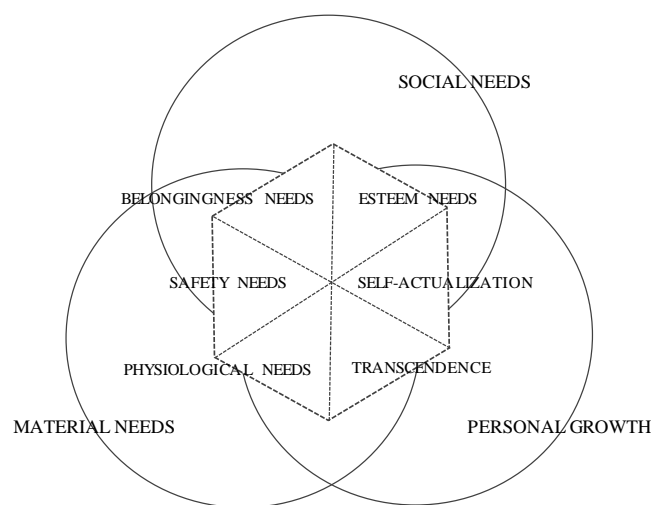 SOCIAL NEEDS
BELONGINGNESS NEEDS
ESTEEM NEEDS
SAFETY NEEDS
SELF-ACTUALIZATION
PHYSIOLOGICAL NEEDS
TRANSCENDENCE
MATERIAL NEEDS
PERSONAL GROWTH